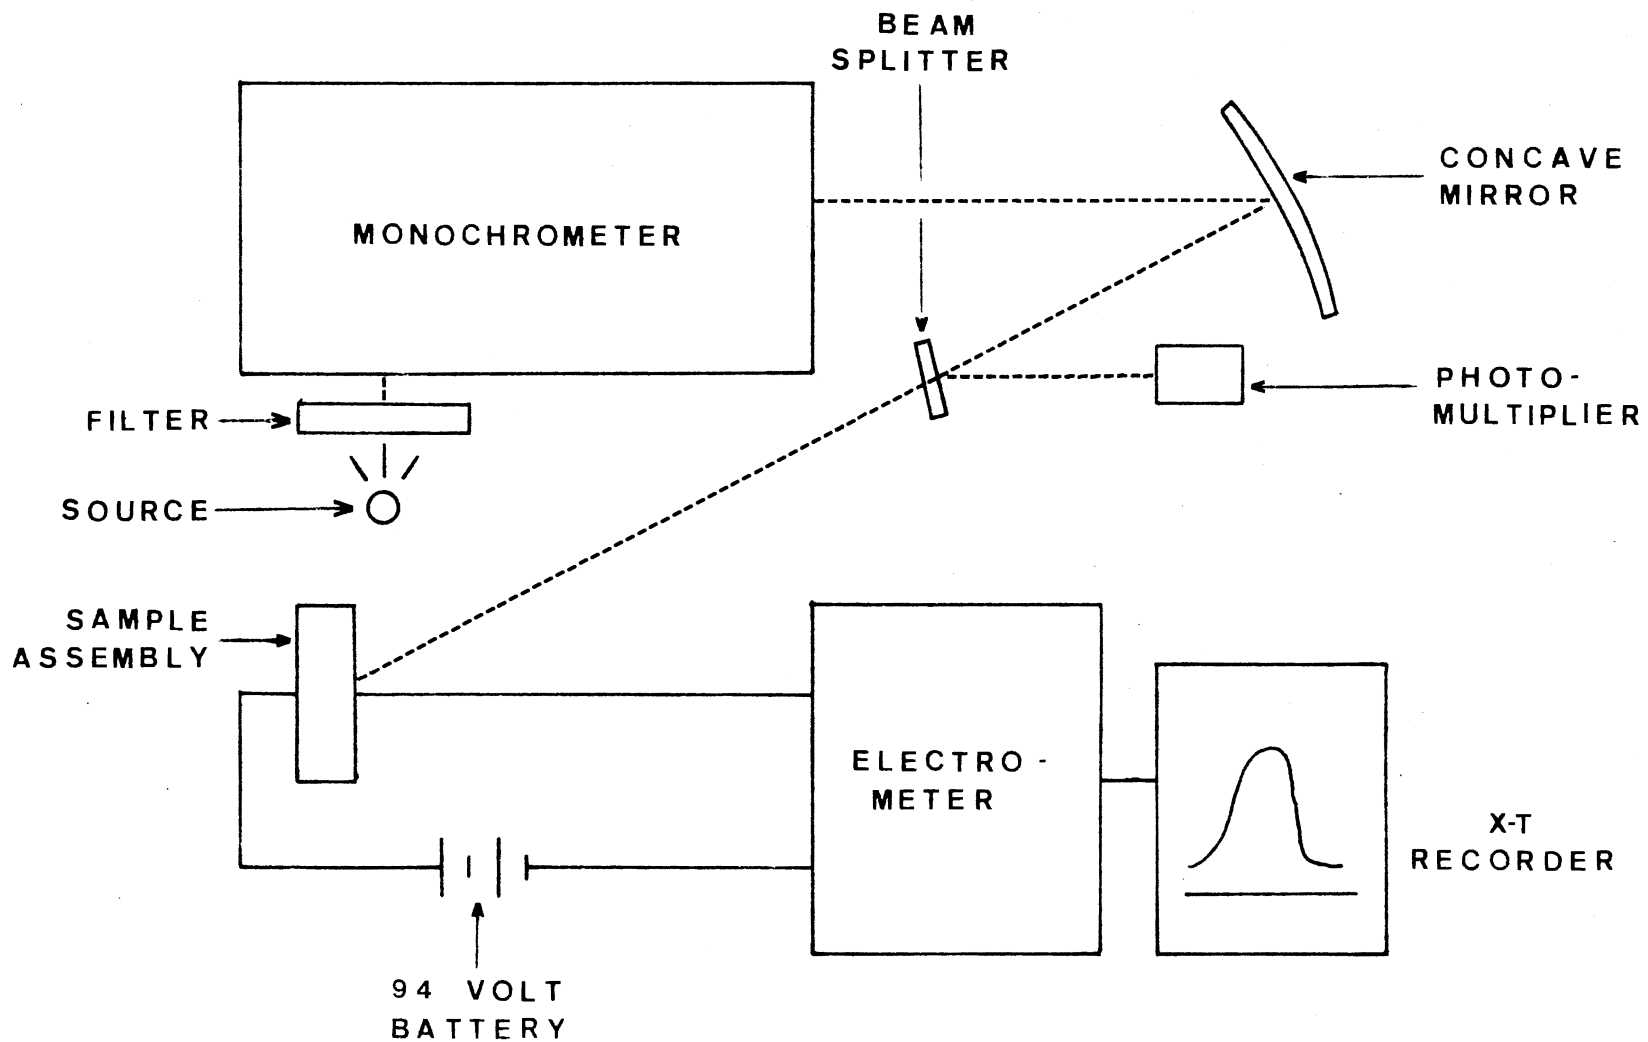 BEAM
SPLITTER
CONCAVE
MIRROR
MONOCHROMETER
PHOTO-
MULTIPLIER
FILTER
SOURCE
SAMPLE
ASSEMBLY
ELECTRO-
METER
X-T
RECORDER
94 VOLT
BATTERY